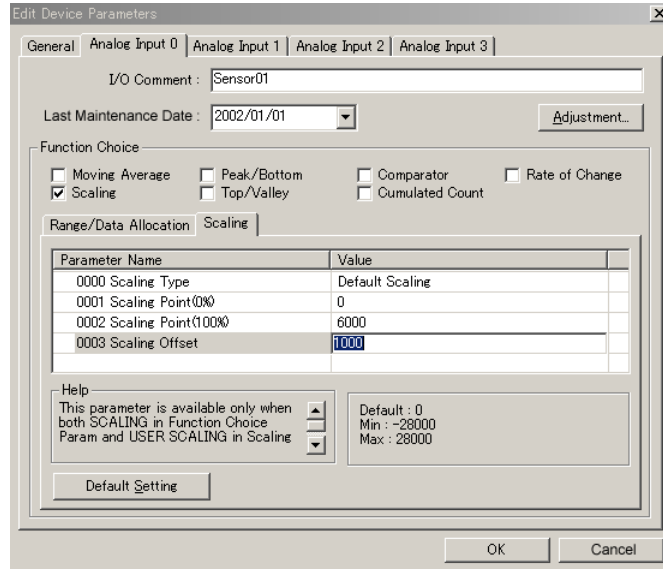 Edit Device Parameters
General Analog Input 0 Analog Input 1 Analog Input 2 Analog Input 3
I/O Comment : Sensor01
Last Maintenance Date : 2002/01/01 Adjustment...
Function Choice
Moving Average Peak/Bottom Comparator Rate of Change
Scaling Top/Valley Cumulated Count
Range/Data Allocation Scaling
Parameter Name Value
0000 Scaling Type Default Scaling
0001 Scaling Point(0%) 0
0002 Scaling Point(100%) 6000
0003 Scaling Offset 1000
Help
This parameter is available only when
both SCALING in Function Choice
Param and USER SCALING in Scaling
Default : 0
Min : -28000
Max : 28000
Default Setting
OK Cancel